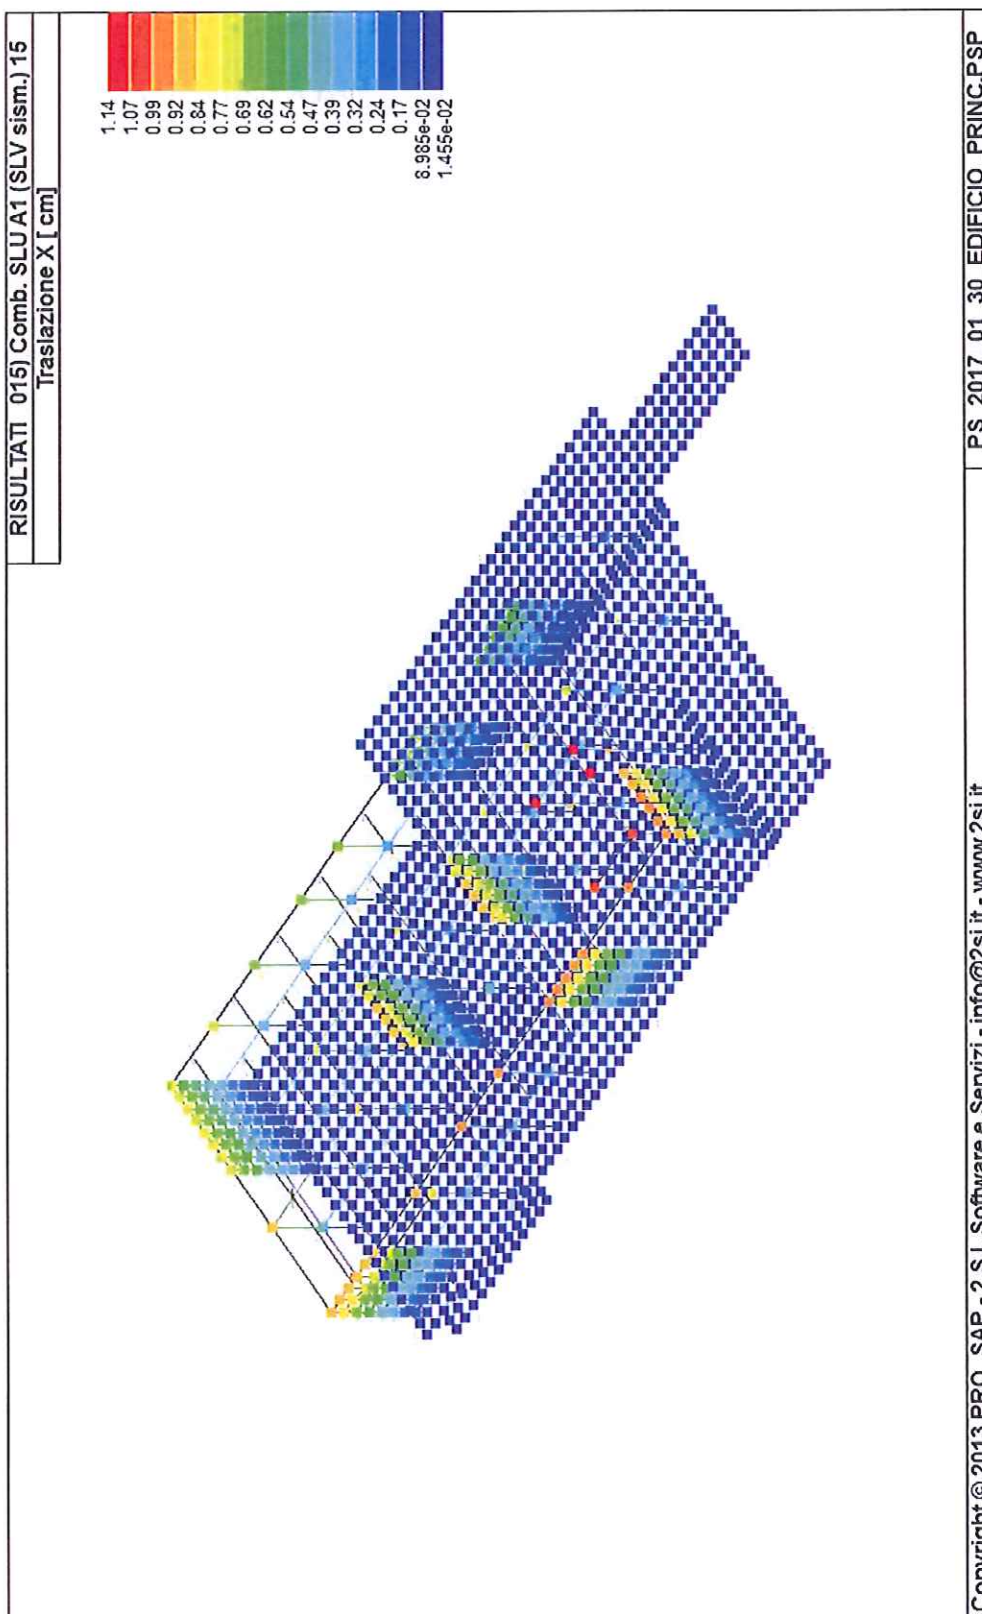 RISULTATI 015) Comb. SLU A1 (SLV sism.) 15
Traslazione X [ cm]
1.14
1.07
0.99
0.92
0.84
0.77
0.69
0.62
0.54
0.47
0.39
0.32
0.24
0.17
8.985e-02
1.455e-02
Copyright © 2013 PRO_SAP - 2 S.I. Software e Servizi - info@2si.it - www.2si.it
PS_2017_01_30_EDIFICIO_PRINC.PSP